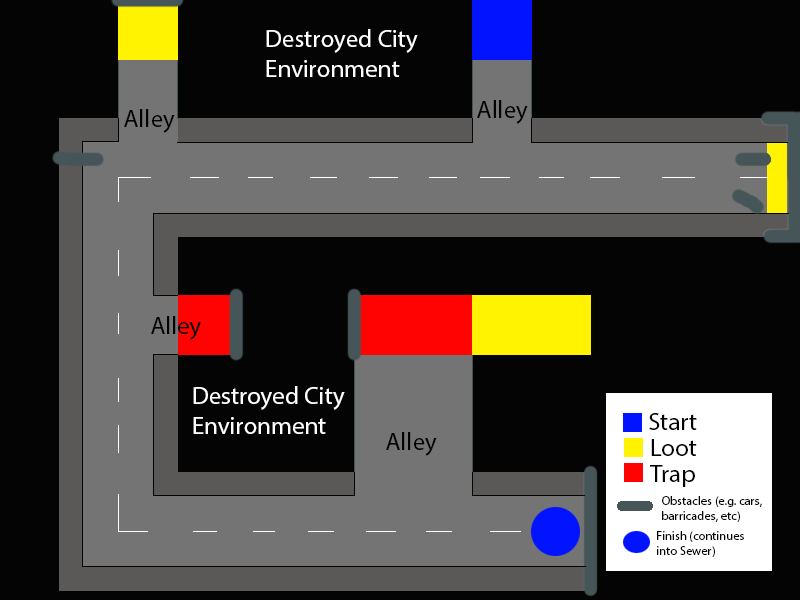 Destroyed City
Environment
Alley
Alley
Alley
Destroyed City
Environment
Alley
Start
Loot
Trap
Obstacles (e.g. cars,
barricades, etc)
Finish (continues
into Sewer)